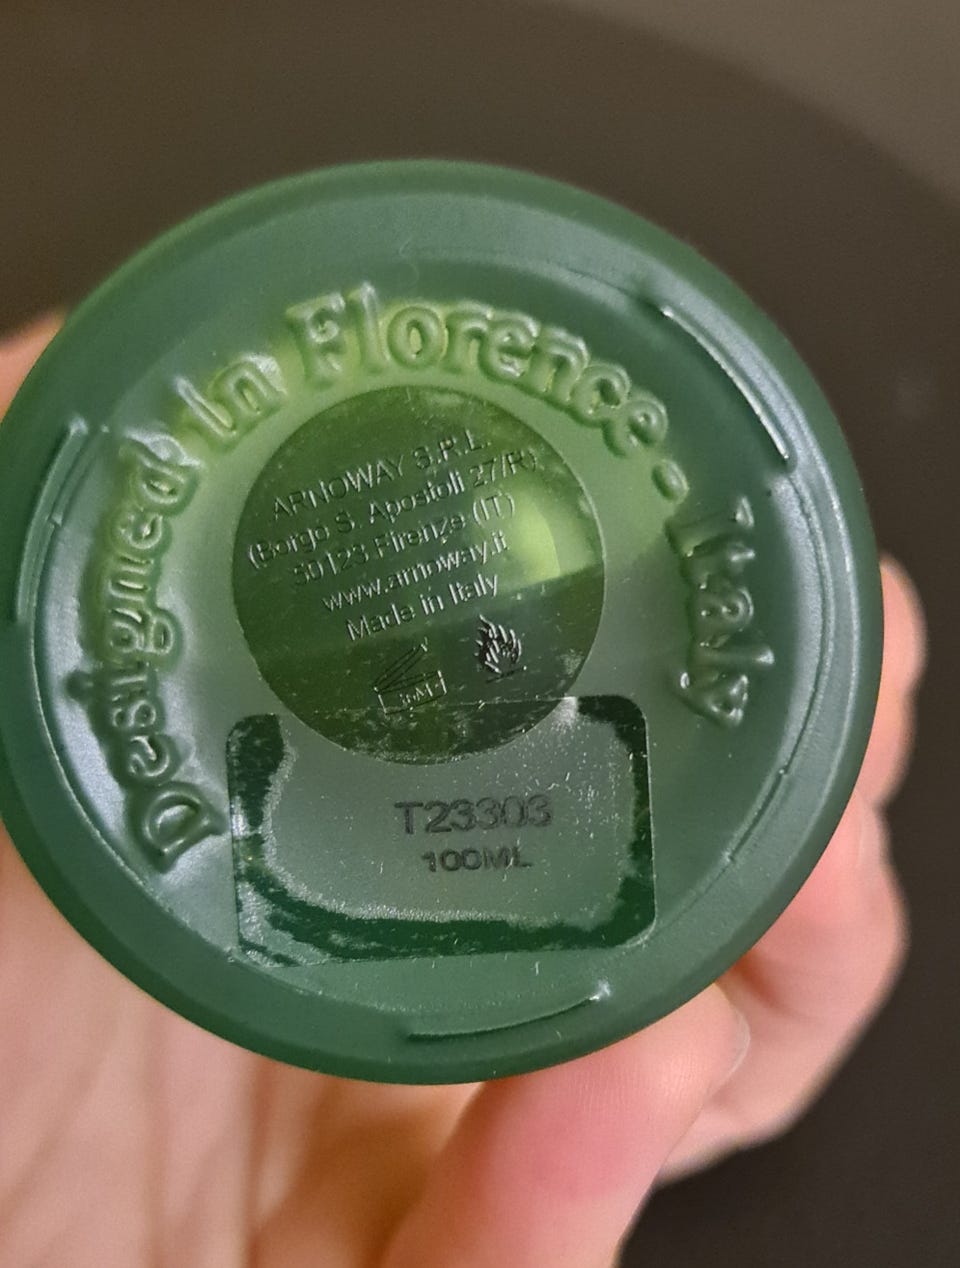 Designed in Florence - Italy
ARNOWAY S.R.L.
(Borgo S. Apostoli 27/R)
50123 Firenze (IT)
www.arnoway.it
Made in Italy
T23303
100ML